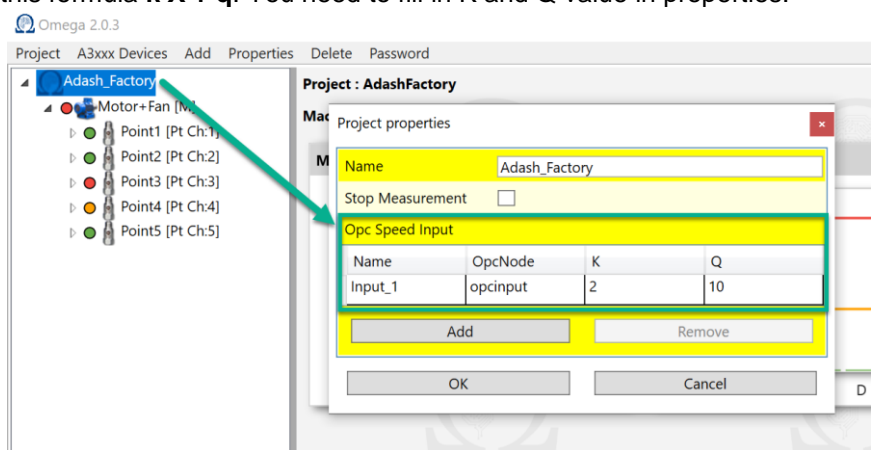 this formula k X + q. You need to fill in K and Q value in properties.
Omega 2.0.3
Project A3xxx Devices Add Properties Delete Password
Adash_Factory
Motor+Fan [M]
Point1 [Pt Ch:1]
Point2 [Pt Ch:2]
Point3 [Pt Ch:3]
Point4 [Pt Ch:4]
Point5 [Pt Ch:5]
Project : AdashFactory
Mac
M
Project properties
Name Adash_Factory
Stop Measurement
Opc Speed Input
Name OpcNode K Q
Input_1 opcinput 2 10
Add Remove
OK Cancel
D